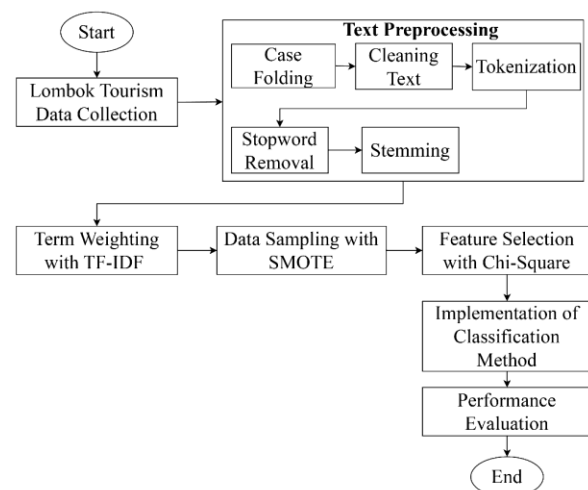 Start
Lombok Tourism
Data Collection
Text Preprocessing
Case
Folding
Cleaning
Text
Tokenization
Stopword
Removal
Stemming
Term Weighting
with TF-IDF
Data Sampling with
SMOTE
Feature Selection
with Chi-Square
Implementation of
Classification
Method
Performance
Evaluation
End